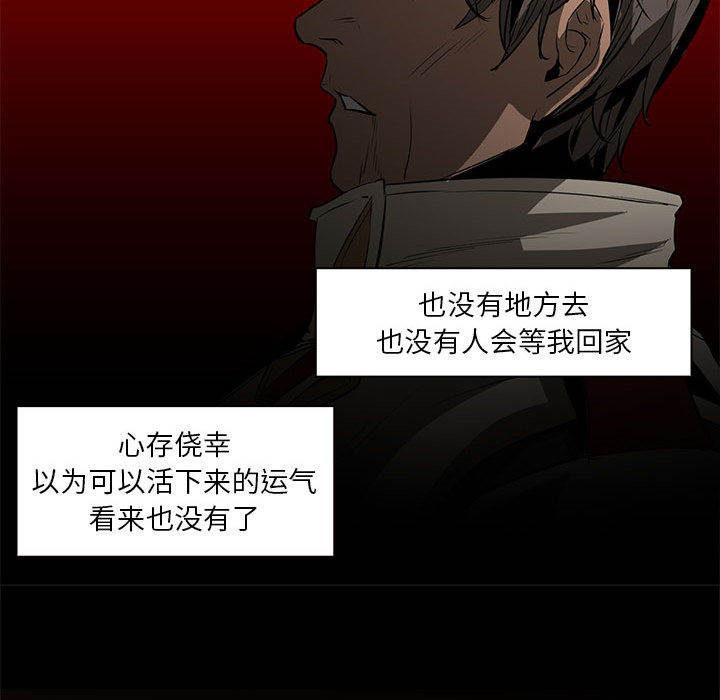 也没有地方去
也没有人会等我回家
心存侥幸
以为可以活下来的运气
看来也没有了